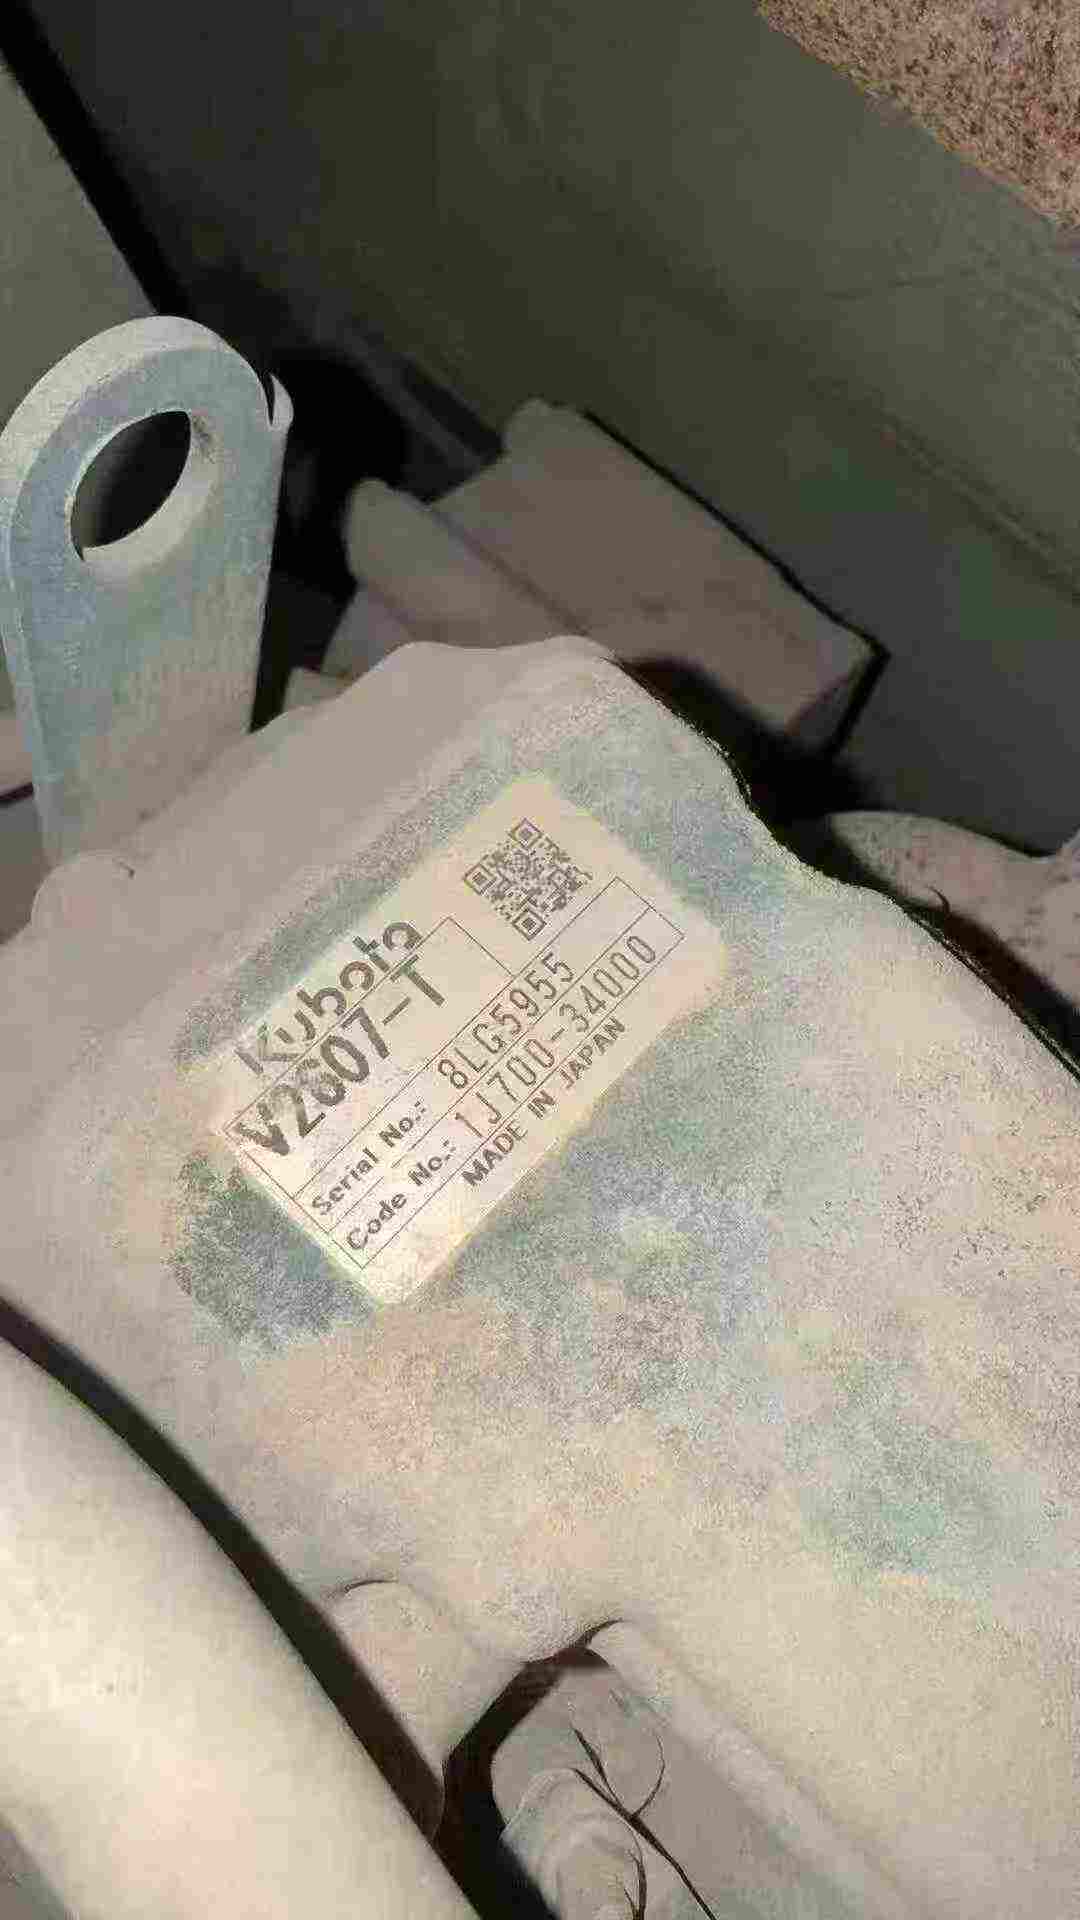 Kubota
V2607-T
Serial No.: 8LG5955
Code No.: 1J700-34000
MADE IN JAPAN